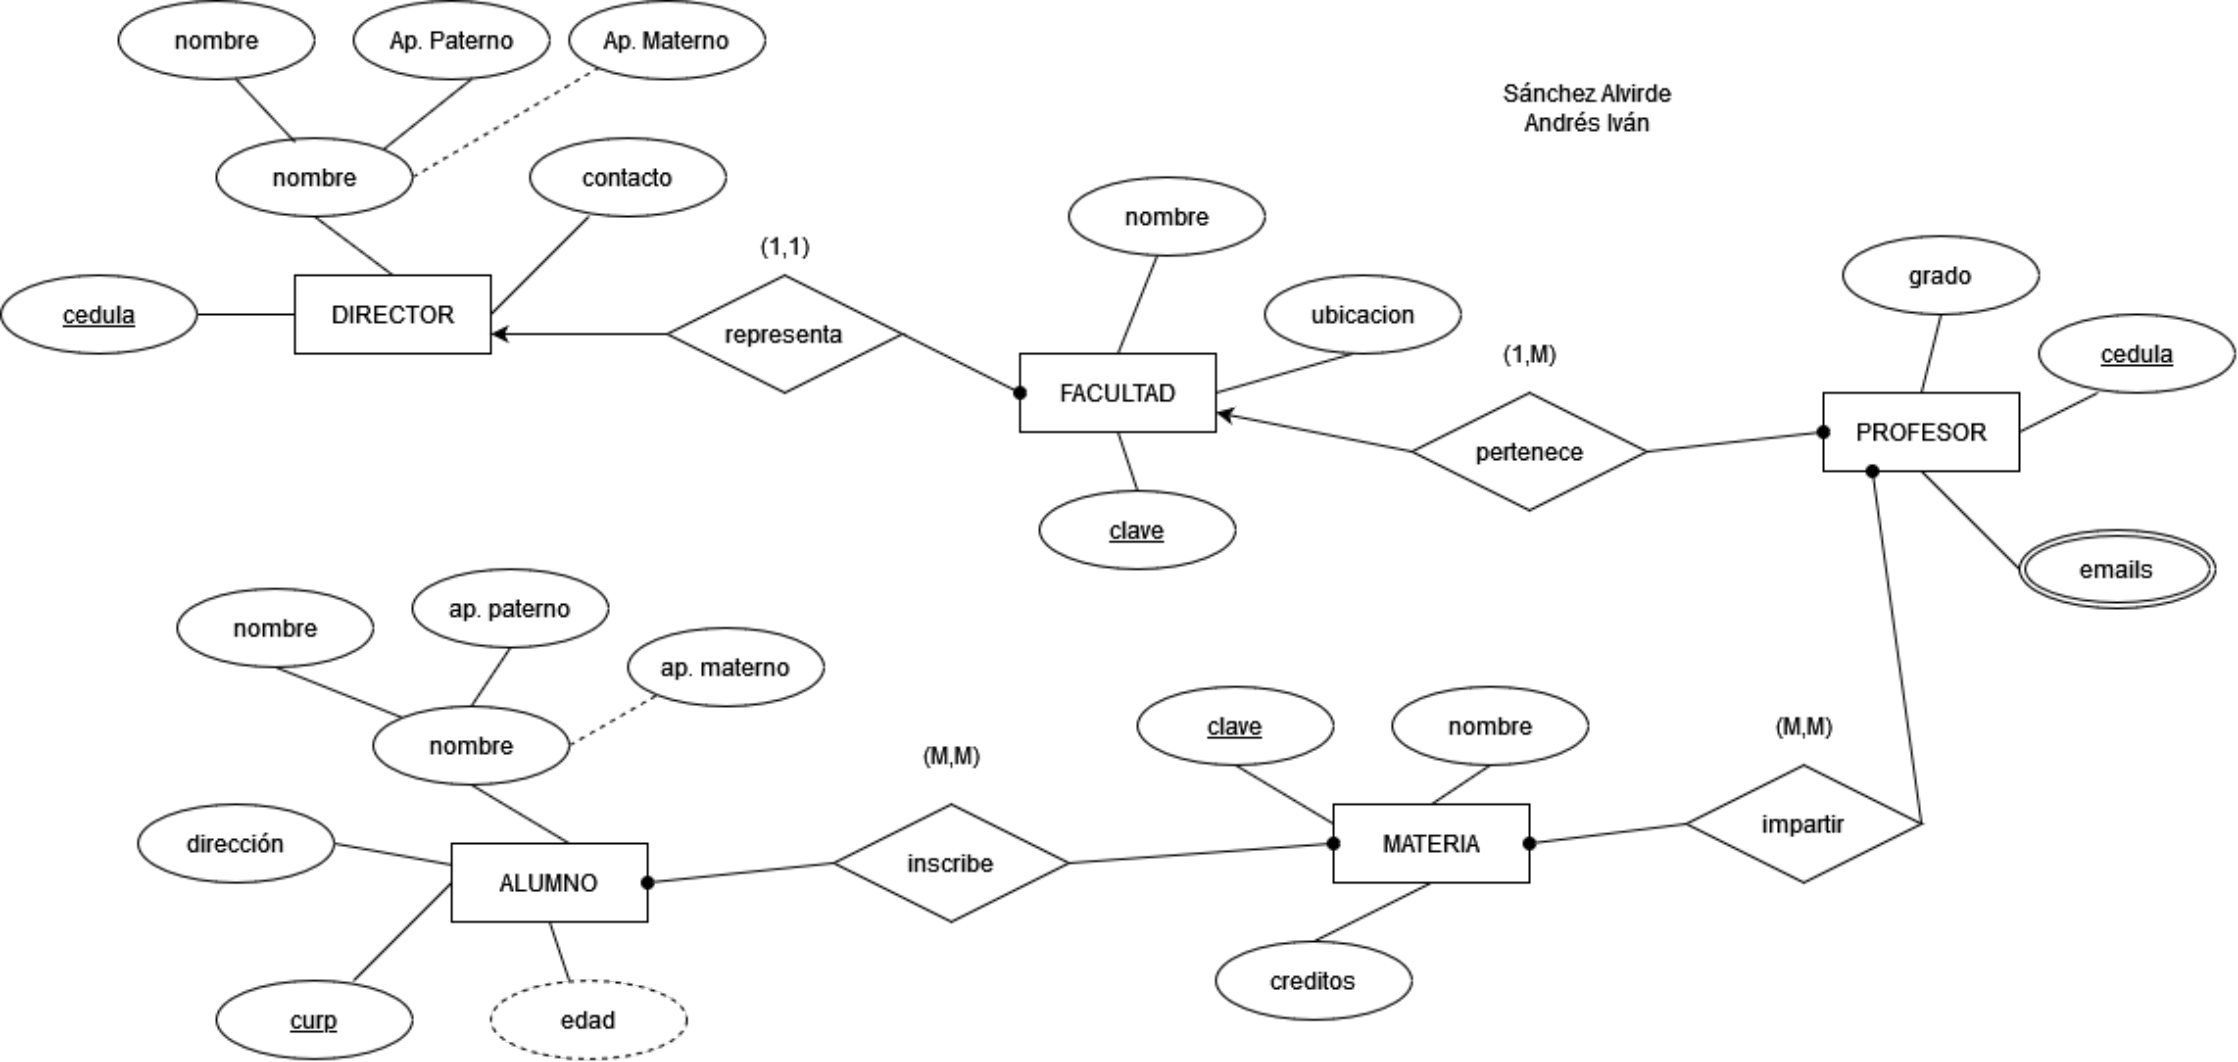 nombre
Ap. Paterno
Ap. Materno
Sánchez Alvirde
Andrés Iván
nombre
contacto
nombre
(1,1)
grado
cedula
DIRECTOR
representa
ubicacion
(1,M)
cedula
FACULTAD
pertenece
PROFESOR
clave
emails
nombre
ap. paterno
ap. materno
nombre
(M,M)
clave
nombre
(M,M)
dirección
ALUMNO
inscribe
MATERIA
impartir
curp
edad
creditos